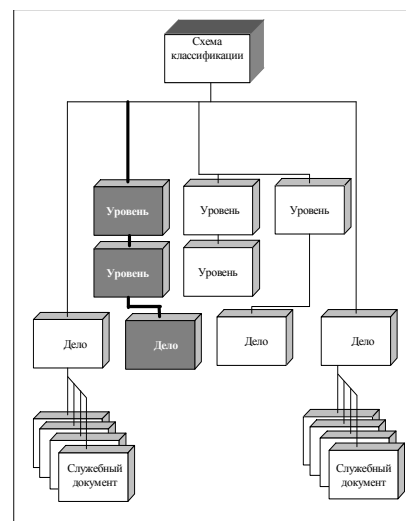 Схема
классификации
Уровень
Уровень
Уровень
Уровень
Уровень
Дело
Дело
Дело
Дело
Служебный
документ
Служебный
документ